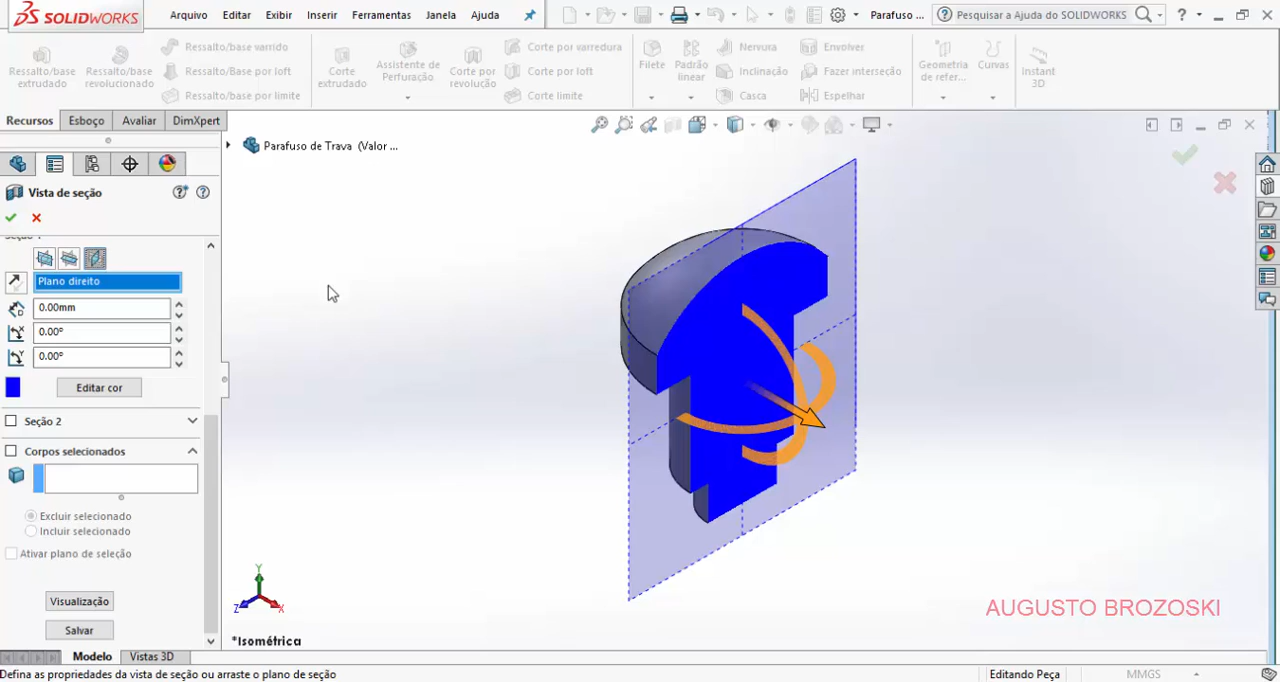 SOLIDWORKS
Arquivo Editar Exibir Inserir Ferramentas Janela Ajuda
Parafuso ...
Pesquisar a Ajuda do SOLIDWORKS
?
Ressalto/base extrudado
Ressalto/base revolucionado
Ressalto/base varrido
Ressalto/Base por loft
Ressalto/base por limite
Corte extrudado
Assistente de Perfuração
Corte por revolução
Corte por varredura
Corte por loft
Corte limite
Filete
Padrão linear
Nervura
Inclinação
Casca
Envolver
Fazer interseção
Espelhar
Geometria de refer...
Curvas
Instant 3D
Recursos Esboço Avaliar DimXpert
Parafuso de Trava (Valor ...
Vista de seção
Seção 1
Plano direito
0.00mm
0.00°
0.00°
Editar cor
Seção 2
Corpos selecionados
Excluir selecionado
Incluir selecionado
Ativar plano de seleção
Visualização
Salvar
Y
Z
X
*Isométrica
AUGUSTO BROZOSKI
Modelo Vistas 3D
Defina as propriedades da vista de seção ou arraste o plano de seção
Editando Peça
MMGS